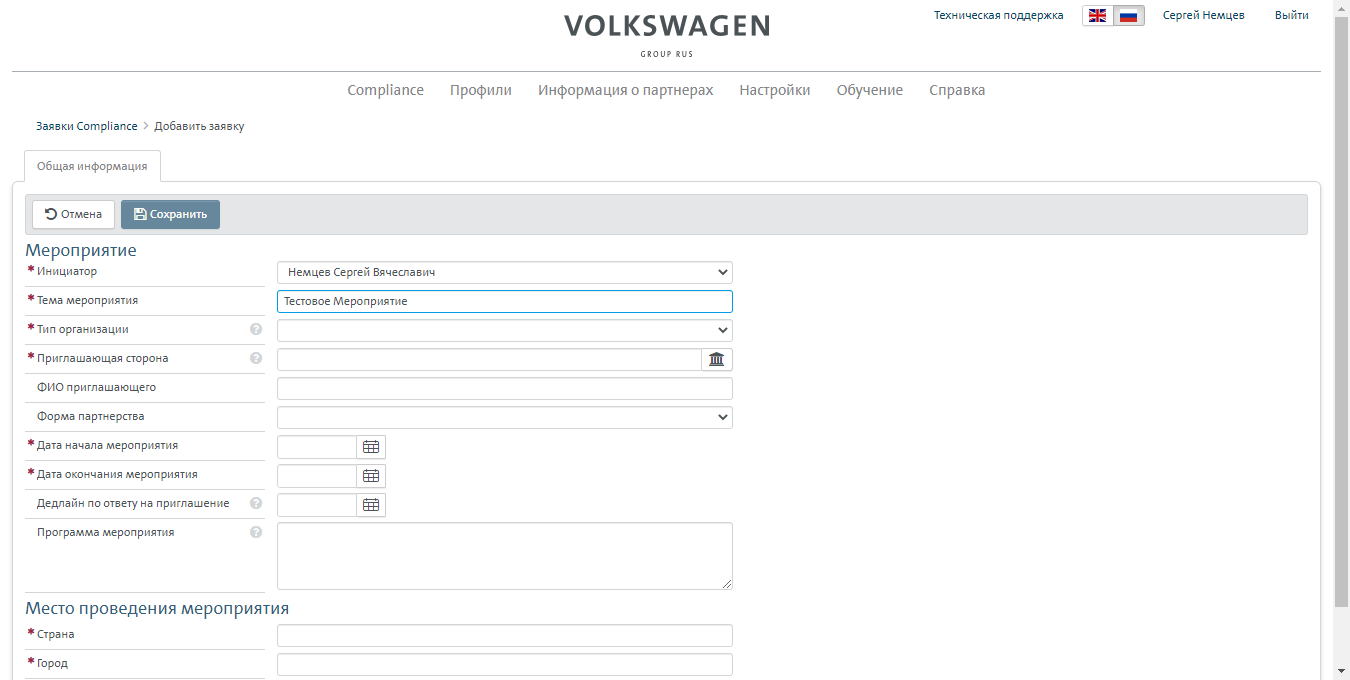 VOLKSWAGEN
GROUP RUS
Техническая поддержка
Сергей Немцев
Выйти
Compliance Профили Информация о партнерах Настройки Обучение Справка
Заявки Compliance > Добавить заявку
Общая информация
Отмена Сохранить
Мероприятие
* Инициатор Немцев Сергей Вячеславич
* Тема мероприятия Тестовое Мероприятие
* Тип организации ?
* Приглашающая сторона ?
ФИО приглашающего
Форма партнерства
* Дата начала мероприятия
* Дата окончания мероприятия
Дедлайн по ответу на приглашение ?
Программа мероприятия ?
Место проведения мероприятия
* Страна
* Город